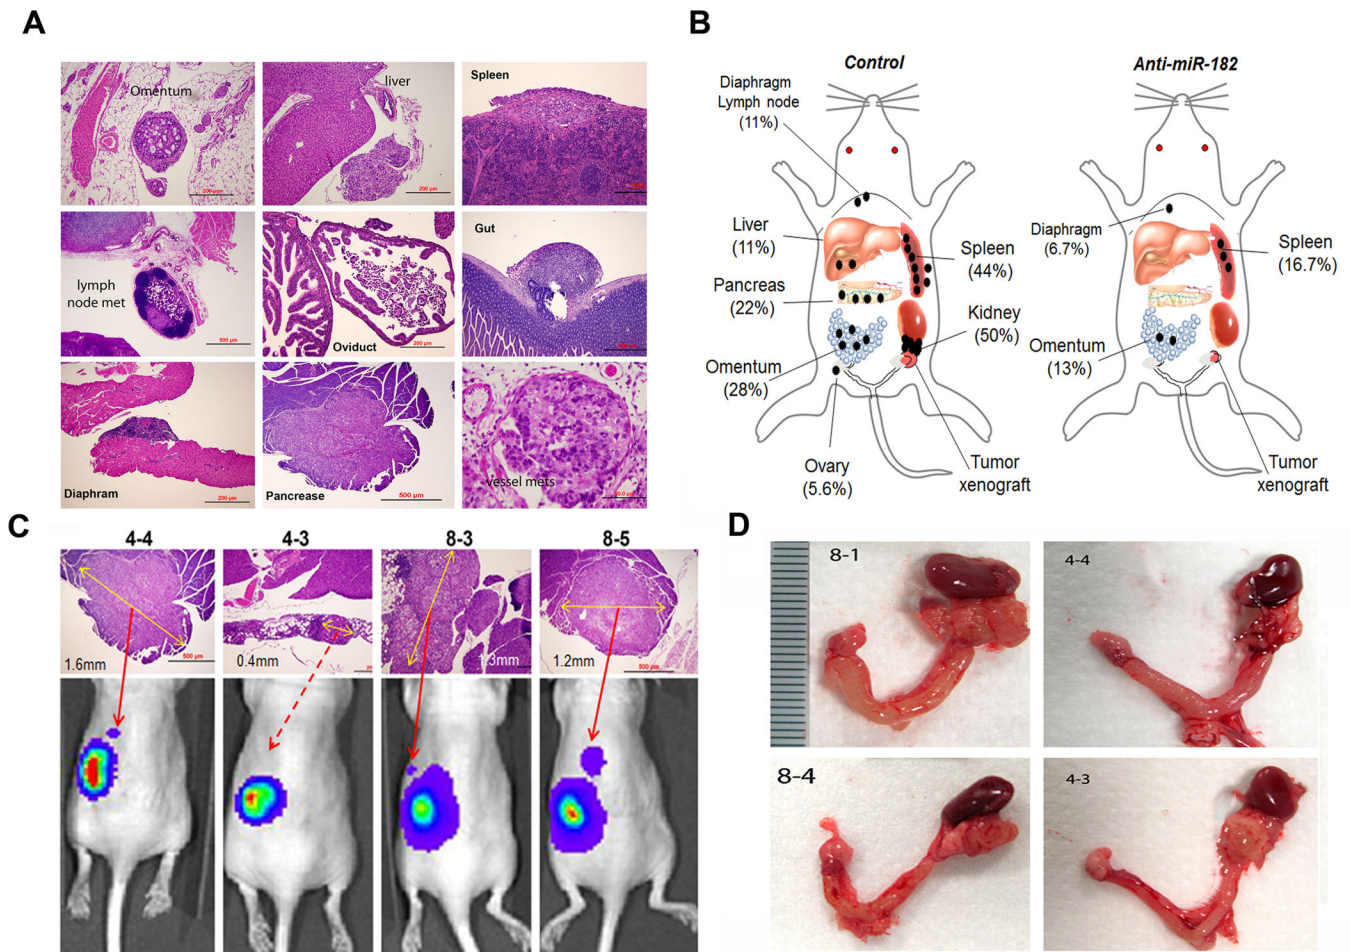 A
Omentum
200 µm
liver
200 µm
Spleen
lymph
node met
500 µm
Oviduct
200 µm
Gut
Diaphram
200 µm
Pancrease
500 µm
vessel mets
B
Control
Anti-miR-182
Diaphragm
Lymph node
(11%)
Liver
(11%)
Pancreas
(22%)
Omentum
(28%)
Ovary
(5.6%)
Spleen
(44%)
Kidney
(50%)
Tumor
xenograft
Diaphragm
(6.7%)
Omentum
(13%)
Spleen
(16.7%)
Tumor
xenograft
C
4-4
4-3
8-3
8-5
1.6mm
500 µm
0.4mm
1.3mm
1.2mm
500 µm
D
8-1
4-4
8-4
4-3